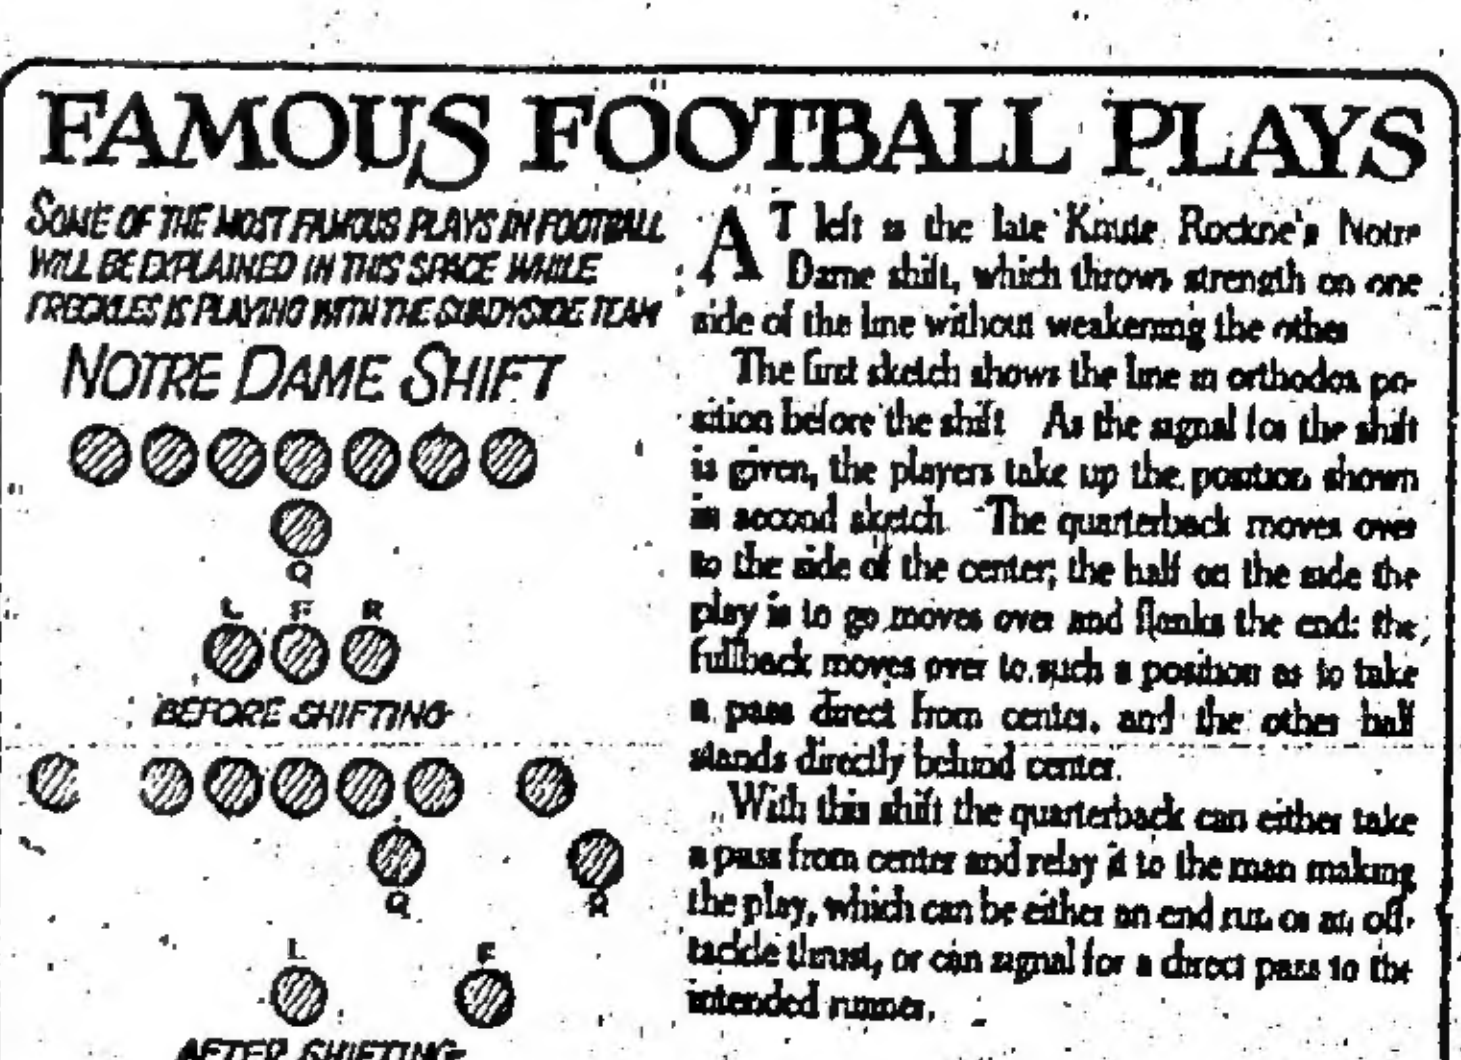 FAMOUS FOOTBALL PLAYS
SOME OF THE MOST FAMOUS PLAYS IN FOOTBALL
WILL BE EXPLAINED IN THIS SPACE WHILE
FRECKLES IS PLAYING WITH THE SHADYSIDE TEAM
NOTRE DAME SHIFT
Q
L F R
BEFORE SHIFTING
Q R
L F
AFTER SHIFTING
AT left is the late Knute Rockne's Notre
Dame shift, which throws strength on one
side of the line without weakening the other
The first sketch shows the line in orthodox po-
sition before the shift As the signal for the shift
is given, the players take up the position shown
in second sketch. The quarterback moves over
to the side of the center; the half on the side the
play is to go moves over and flanks the end; the
fullback moves over to such a position as to take
a pass direct from center, and the other half
stands directly behind center.
With this shift the quarterback can either take
a pass from center and relay it to the man making
the play, which can be either an end run or an off-
tackle thrust, or can signal for a direct pass to the
intended runner.